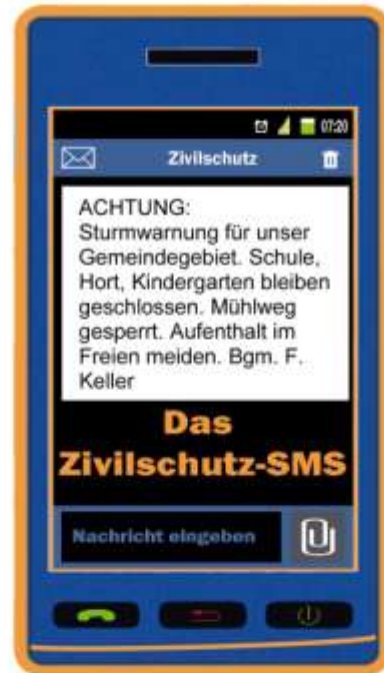 07:20
Zivilschutz
ACHTUNG:
Sturmwarnung für unser
Gemeindegebiet. Schule,
Hort, Kindergarten bleiben
geschlossen. Mühlweg
gesperrt. Aufenthalt im
Freien meiden. Bgm. F.
Keller
Das
Zivilschutz-SMS
Nachricht eingeben